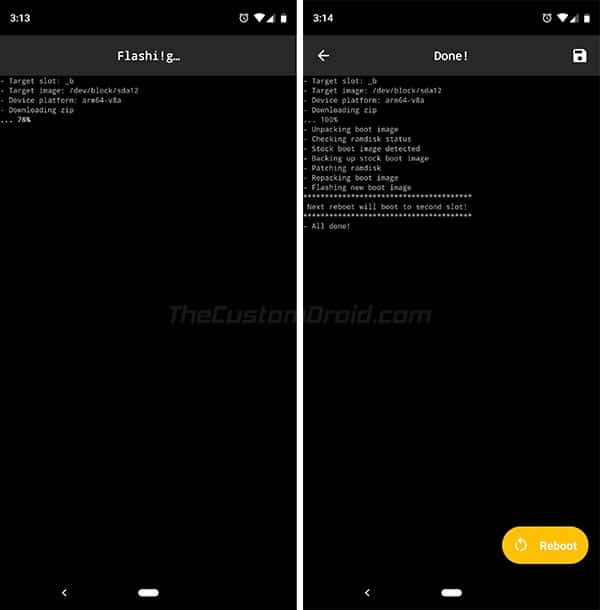 3:13
Flashi!g…
- Target slot: _b
- Target image: /dev/block/sda12
- Device platform: arm64-v8a
- Downloading zip
... 78%
3:14
Done!
- Target slot: _b
- Target image: /dev/block/sda12
- Device platform: arm64-v8a
- Downloading zip
... 100%
- Unpacking boot image
- Checking ramdisk status
- Stock boot image detected
- Backing up stock boot image
- Patching ramdisk
- Repacking boot image
- Flashing new boot image
***************************************
Next reboot will boot to second slot!
***************************************
- All done!
TheCustomDroid.com
Reboot